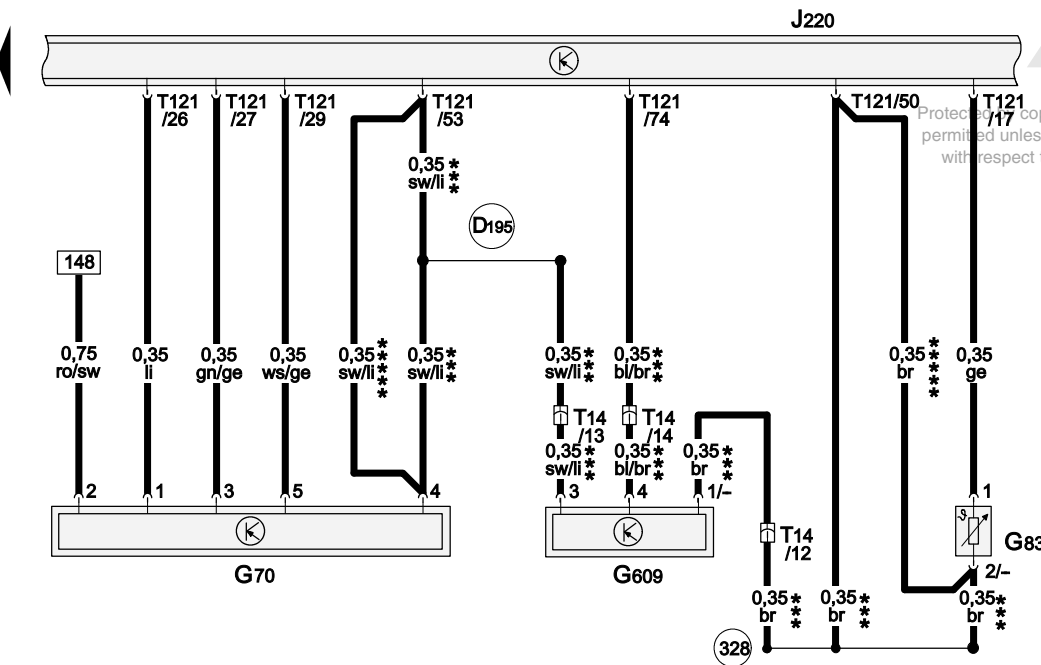 J220
T121 T121 T121 T121 T121 T121/50 T121
/26 /27 /29 /53 /74 /17
Protected by cop
permitted unles
with respect
0,35 ***
sw/li
D195
148
0,75 0,35 0,35 0,35 0,35 ***** 0,35 *** 0,35 *** 0,35 *** 0,35 ***** 0,35
ro/sw li gn/ge ws/ge sw/li sw/li sw/li bl/br br ge
T14 T14
/13 /14
0,35 *** 0,35 *** 0,35 ***
sw/li bl/br br
2 1 3 5 4 3 4 1/– 1
T14
/12
G70 G609 G83
2/–
0,35 *** 0,35 *** 0,35 ***
br br br
328